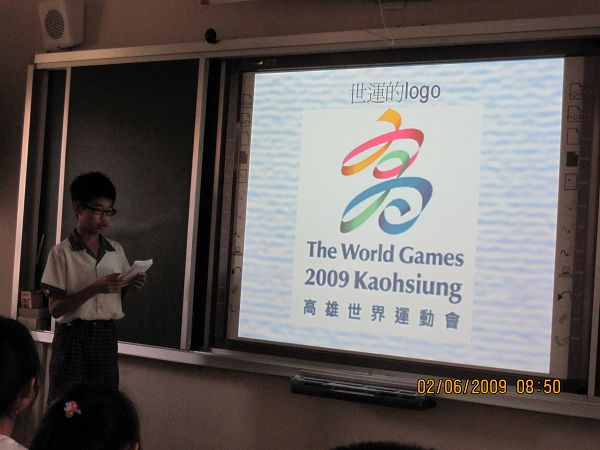 世運的logo
The World Games
2009 Kaohsiung
高雄世界運動會
02/06/2009 08:50